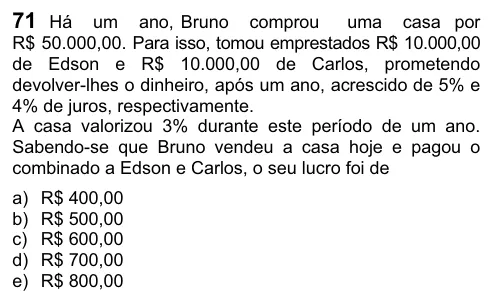 71 Há um ano, Bruno comprou uma casa por
R$ 50.000,00. Para isso, tomou emprestados R$ 10.000,00
de Edson e R$ 10.000,00 de Carlos, prometendo
devolver-lhes o dinheiro, após um ano, acrescido de 5% e
4% de juros, respectivamente.
A casa valorizou 3% durante este período de um ano.
Sabendo-se que Bruno vendeu a casa hoje e pagou o
combinado a Edson e Carlos, o seu lucro foi de
a) R$ 400,00
b) R$ 500,00
c) R$ 600,00
d) R$ 700,00
e) R$ 800,00